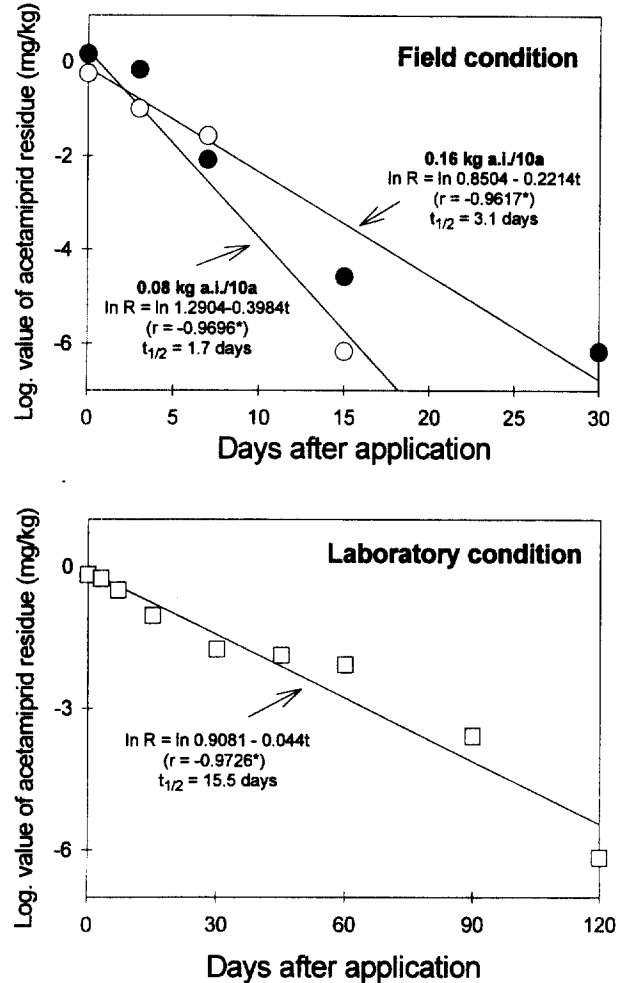 Field condition
Log. value of acetamiprid residue (mg/kg)
0
-2
-4
-6
0.16 kg a.i./10a
ln R = ln 0.8504 - 0.2214t
(r = -0.9617*)
t1/2 = 3.1 days
0.08 kg a.i./10a
ln R = ln 1.2904-0.3984t
(r = -0.9696*)
t1/2 = 1.7 days
0 5 10 15 20 25 30
Days after application
Laboratory condition
Log. value of acetamiprid residue (mg/kg)
0
-3
-6
ln R = ln 0.9081 - 0.044t
(r = -0.9726*)
t1/2 = 15.5 days
0 30 60 90 120
Days after application